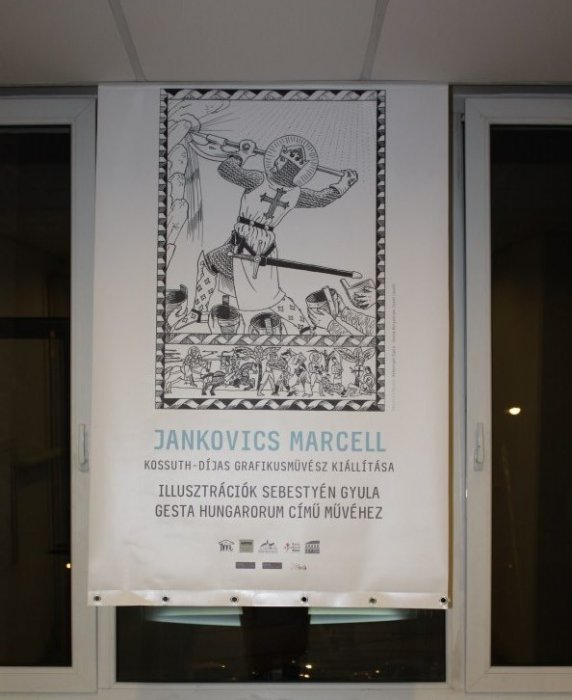 JANKOVICS MARCELL
KOSSUTH-DÍJAS GRAFIKUSMŰVÉSZ KIÁLLÍTÁSA
ILLUSZTRÁCIÓK SEBESTYÉN GYULA
GESTA HUNGARORUM CÍMŰ MŰVÉHEZ